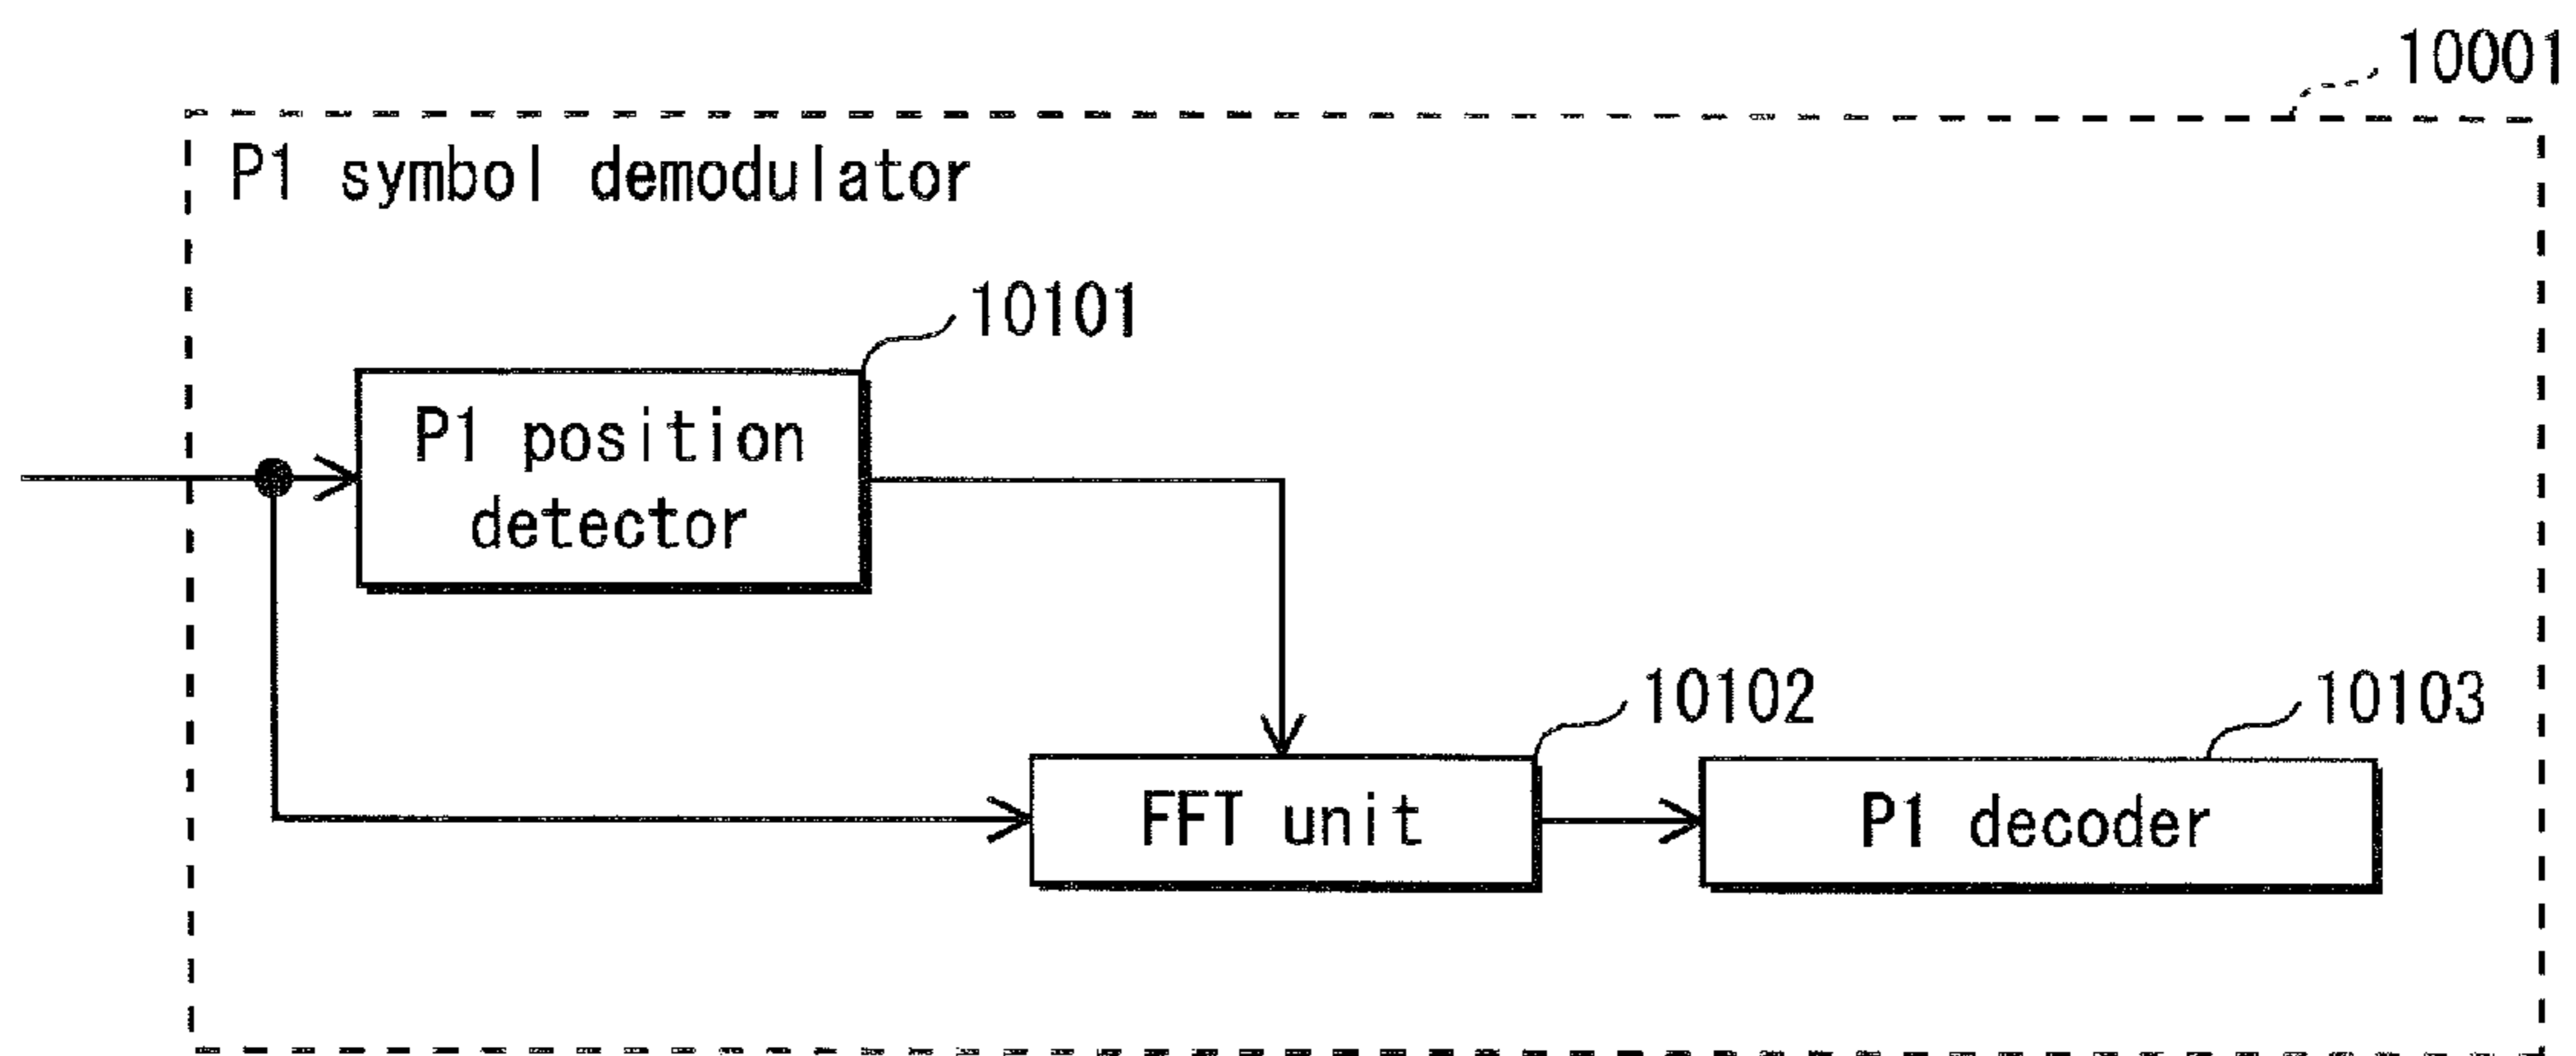 10001
P1 symbol demodulator
10101
P1 position
detector
10102
10103
FFT unit
P1 decoder